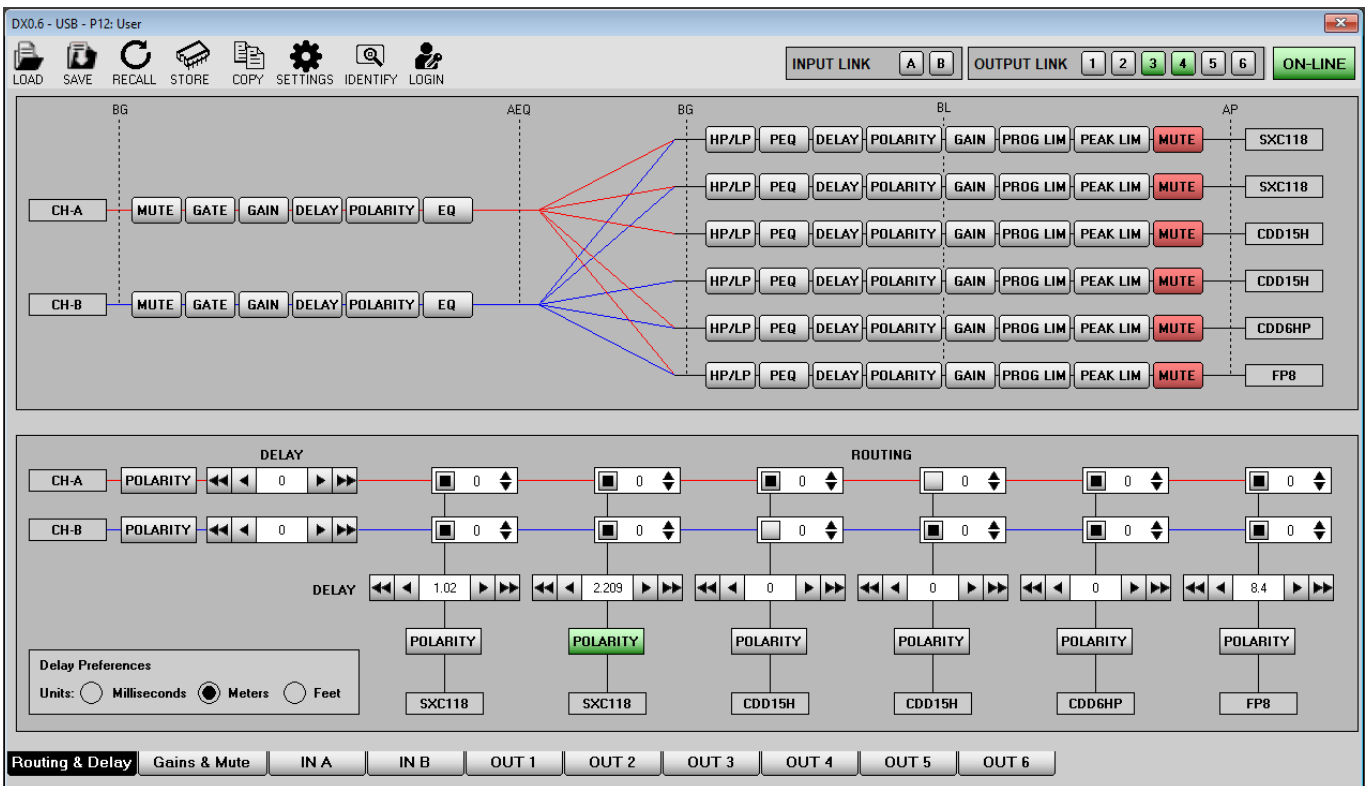 DX0.6 - USB - P12: User
LOAD SAVE RECALL STORE COPY SETTINGS IDENTIFY LOGIN
INPUT LINK A B OUTPUT LINK 1 2 3 4 5 6 ON-LINE
BG AEQ BG BL AP
HP/LP PEQ DELAY POLARITY GAIN PROG LIM PEAK LIM MUTE SXC118
HP/LP PEQ DELAY POLARITY GAIN PROG LIM PEAK LIM MUTE SXC118
CH-A MUTE GATE GAIN DELAY POLARITY EQ
HP/LP PEQ DELAY POLARITY GAIN PROG LIM PEAK LIM MUTE CDD15H
HP/LP PEQ DELAY POLARITY GAIN PROG LIM PEAK LIM MUTE CDD15H
CH-B MUTE GATE GAIN DELAY POLARITY EQ
HP/LP PEQ DELAY POLARITY GAIN PROG LIM PEAK LIM MUTE CDD6HP
HP/LP PEQ DELAY POLARITY GAIN PROG LIM PEAK LIM MUTE FP8
DELAY ROUTING
CH-A POLARITY 0 0 0 0 0 0 0
CH-B POLARITY 0 0 0 0 0 0 0
DELAY 1.02 2.209 0 0 0 8.4
POLARITY POLARITY POLARITY POLARITY POLARITY POLARITY
Delay Preferences
Units: Milliseconds Meters Feet
SXC118 SXC118 CDD15H CDD15H CDD6HP FP8
Routing & Delay Gains & Mute IN A IN B OUT 1 OUT 2 OUT 3 OUT 4 OUT 5 OUT 6